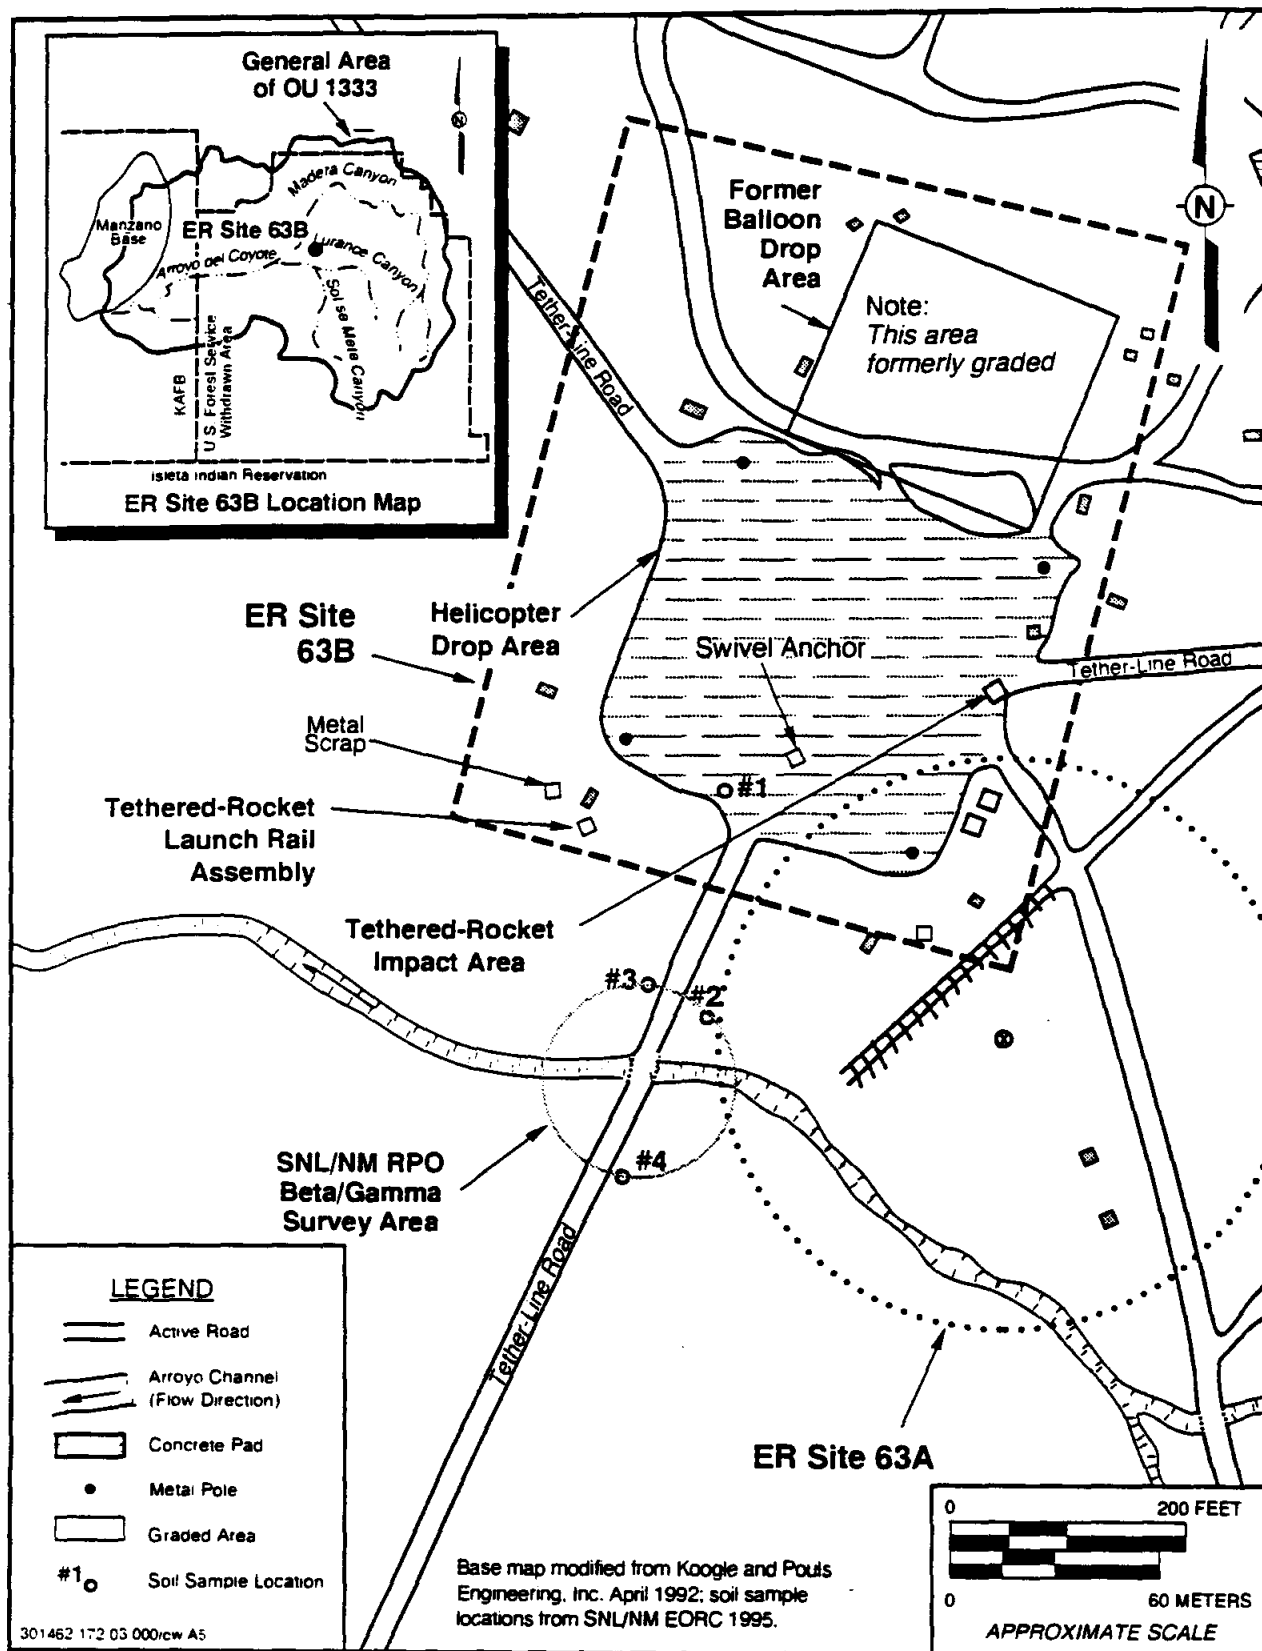 General Area
of OU 1333
N
Madera Canyon
Manzano
Base
ER Site 63B
Lurance Canyon
Arroyo del Coyote
Sol se Mete Canyon
KAFB
U.S. Forest Service
Withdrawn Area
Isleta Indian Reservation
ER Site 63B Location Map
N
Former
Balloon
Drop
Area
Note:
This area
formerly graded
Tether-Line Road
ER Site
63B
Helicopter
Drop Area
Swivel Anchor
Tether-Line Road
Metal
Scrap
#1
Tethered-Rocket
Launch Rail
Assembly
Tethered-Rocket
Impact Area
#3
#2
#4
SNL/NM RPO
Beta/Gamma
Survey Area
Tether-Line Road
ER Site 63A
LEGEND
Active Road
Arroyo Channel
(Flow Direction)
Concrete Pad
Metal Pole
Graded Area
#1 Soil Sample Location
301462 172 03 000/cw A5
Base map modified from Koogle and Pouls
Engineering, Inc. April 1992; soil sample
locations from SNL/NM EORC 1995.
0 200 FEET
0 60 METERS
APPROXIMATE SCALE